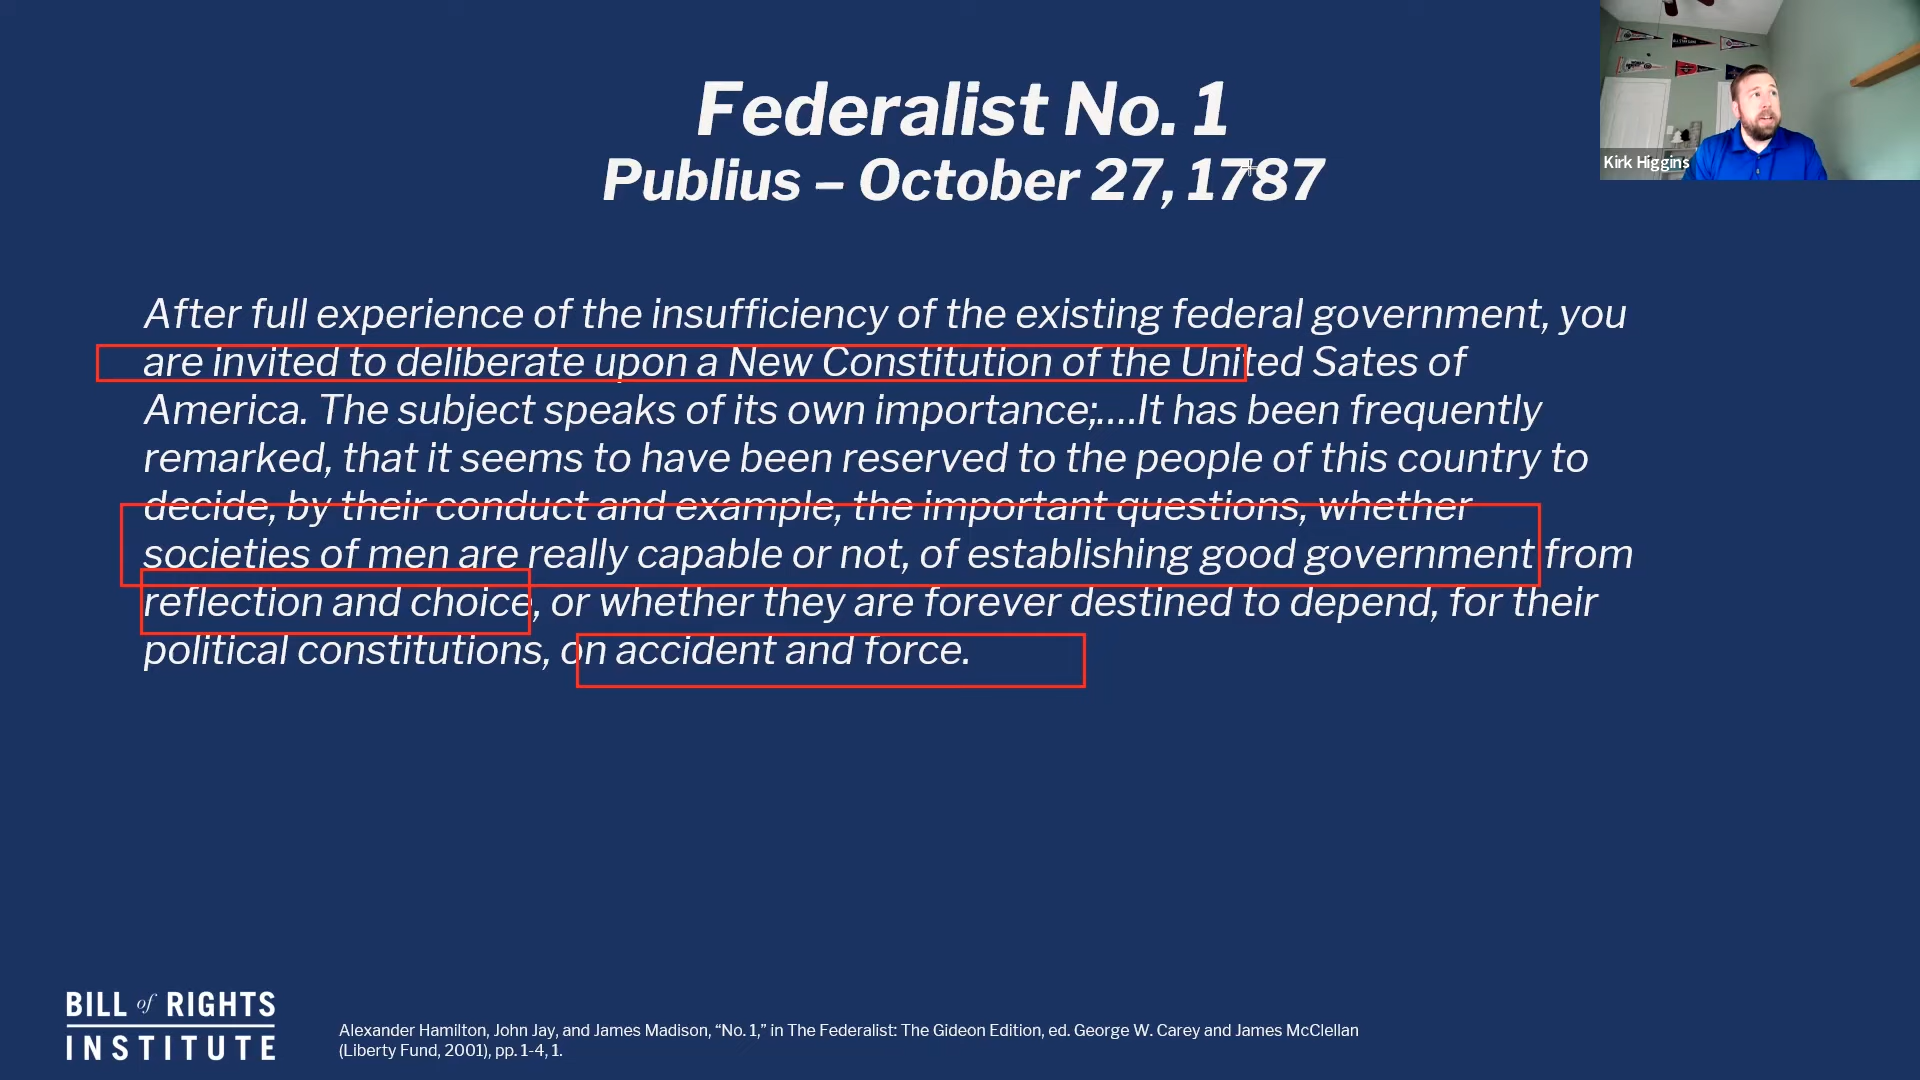 Federalist No. 1
Publius – October 27, 1787
Kirk Higgins
After full experience of the insufficiency of the existing federal government, you
are invited to deliberate upon a New Constitution of the United Sates of
America. The subject speaks of its own importance;....It has been frequently
remarked, that it seems to have been reserved to the people of this country to
decide, by their conduct and example, the important questions, whether
societies of men are really capable or not, of establishing good government from
reflection and choice, or whether they are forever destined to depend, for their
political constitutions, on accident and force.
BILL of RIGHTS
INSTITUTE
Alexander Hamilton, John Jay, and James Madison, “No. 1,” in The Federalist: The Gideon Edition, ed. George W. Carey and James McClellan
(Liberty Fund, 2001), pp. 1-4, 1.